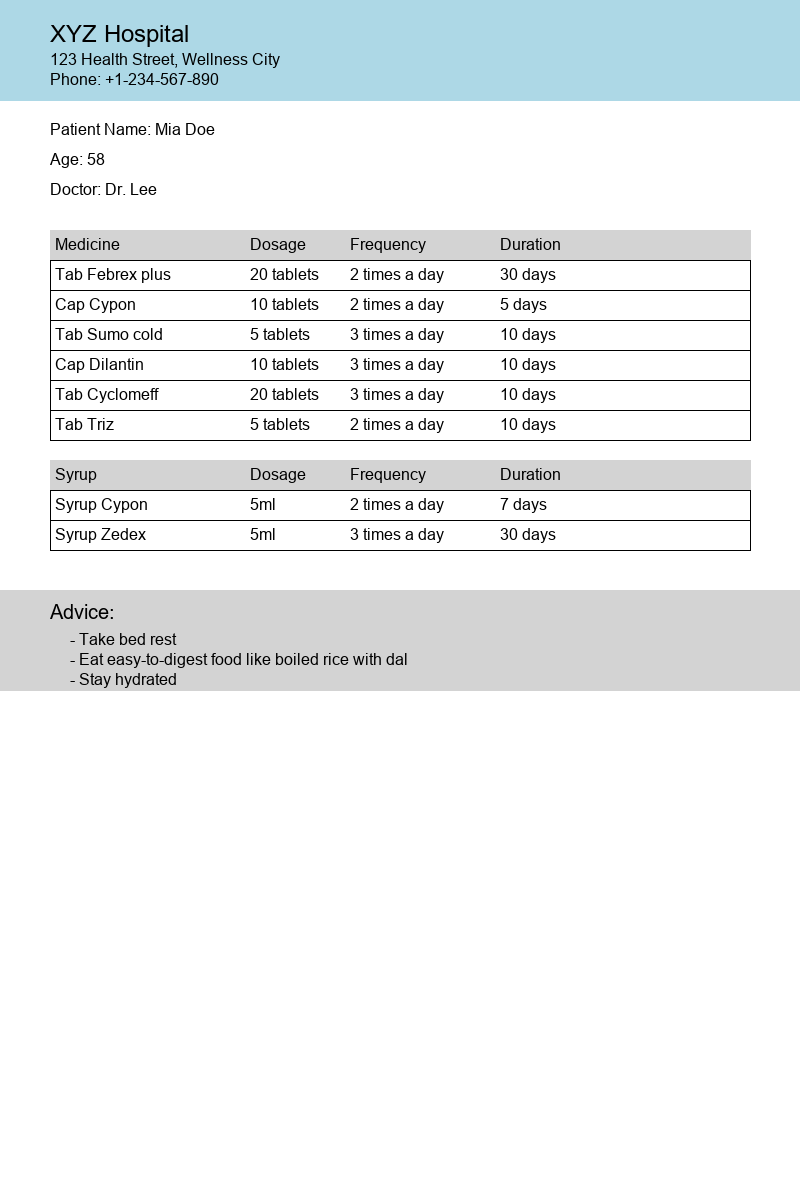 XYZ Hospital
123 Health Street, Wellness City
Phone: +1-234-567-890
Patient Name: Mia Doe
Age: 58
Doctor: Dr. Lee
Medicine Dosage Frequency Duration
Tab Febrex plus 20 tablets 2 times a day 30 days
Cap Cypon 10 tablets 2 times a day 5 days
Tab Sumo cold 5 tablets 3 times a day 10 days
Cap Dilantin 10 tablets 3 times a day 10 days
Tab Cyclomeff 20 tablets 3 times a day 10 days
Tab Triz 5 tablets 2 times a day 10 days
Syrup Dosage Frequency Duration
Syrup Cypon 5ml 2 times a day 7 days
Syrup Zedex 5ml 3 times a day 30 days
Advice:
- Take bed rest
- Eat easy-to-digest food like boiled rice with dal
- Stay hydrated